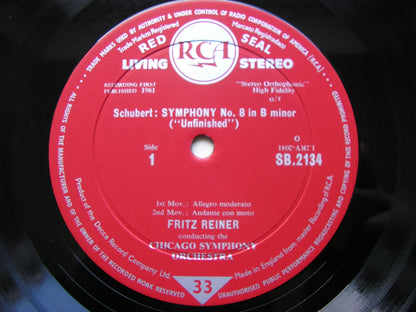 TRADE MARKS USED BY AUTHORITY & UNDER CONTROL OF RADIO CORPORATION OF AMERICA (RCA).
Trade Mark Registered
Marcas Registradas
RCA
RED SEAL
LIVING STEREO
RECORDING FIRST
PUBLISHED 1961
"Stereo Orthophonic"
High Fidelity
O/T
Schubert: SYMPHONY No. 8 in B minor
("Unfinished")
Side
1
O
SB.2134
1st Mov.: Allegro moderato
2nd Mov.: Andante con moto
FRITZ REINER
conducting the
CHICAGO SYMPHONY
ORCHESTRA
Product of the Decca Record Company Ltd.
Made in England from master Recording of R.C.A.
33
ALL RIGHTS OF THE MANUFACTURER AND OF THE OWNER OF THE RECORDED WORK RESERVED
UNAUTHORISED PUBLIC PERFORMANCE BROADCASTING AND COPYING OF THIS RECORD PROHIBITED